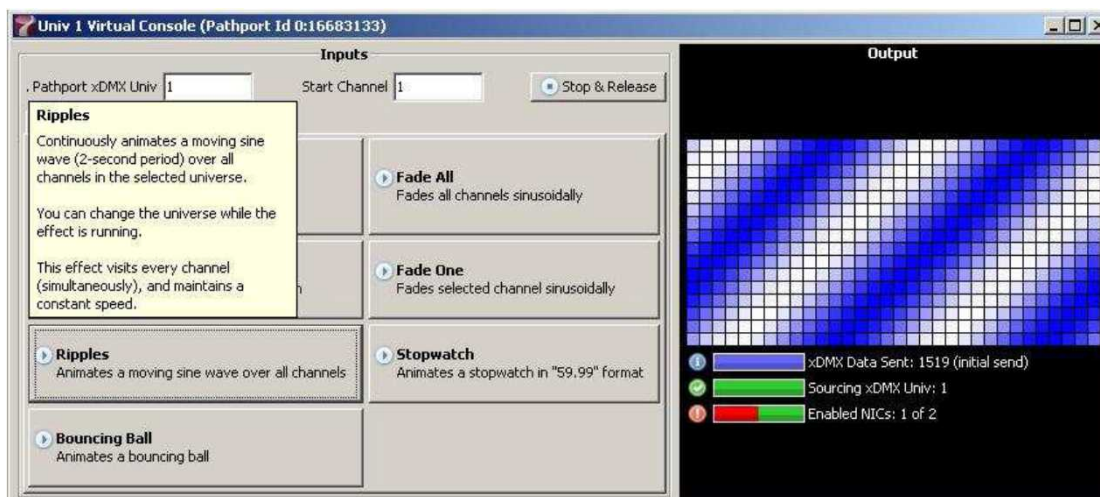 Univ 1 Virtual Console (Pathport Id 0:16683133)
Inputs
. Pathport xDMX Univ 1
Start Channel 1
Stop & Release
Ripples
Continuously animates a moving sine
wave (2-second period) over all
channels in the selected universe.
You can change the universe while the
effect is running.
This effect visits every channel
(simultaneously), and maintains a
constant speed.
Fade All
Fades all channels sinusoidally
Fade One
Fades selected channel sinusoidally
Ripples
Animates a moving sine wave over all channels
Stopwatch
Animates a stopwatch in "59.99" format
Bouncing Ball
Animates a bouncing ball
Output
xDMX Data Sent: 1519 (initial send)
Sourcing xDMX Univ: 1
Enabled NICs: 1 of 2